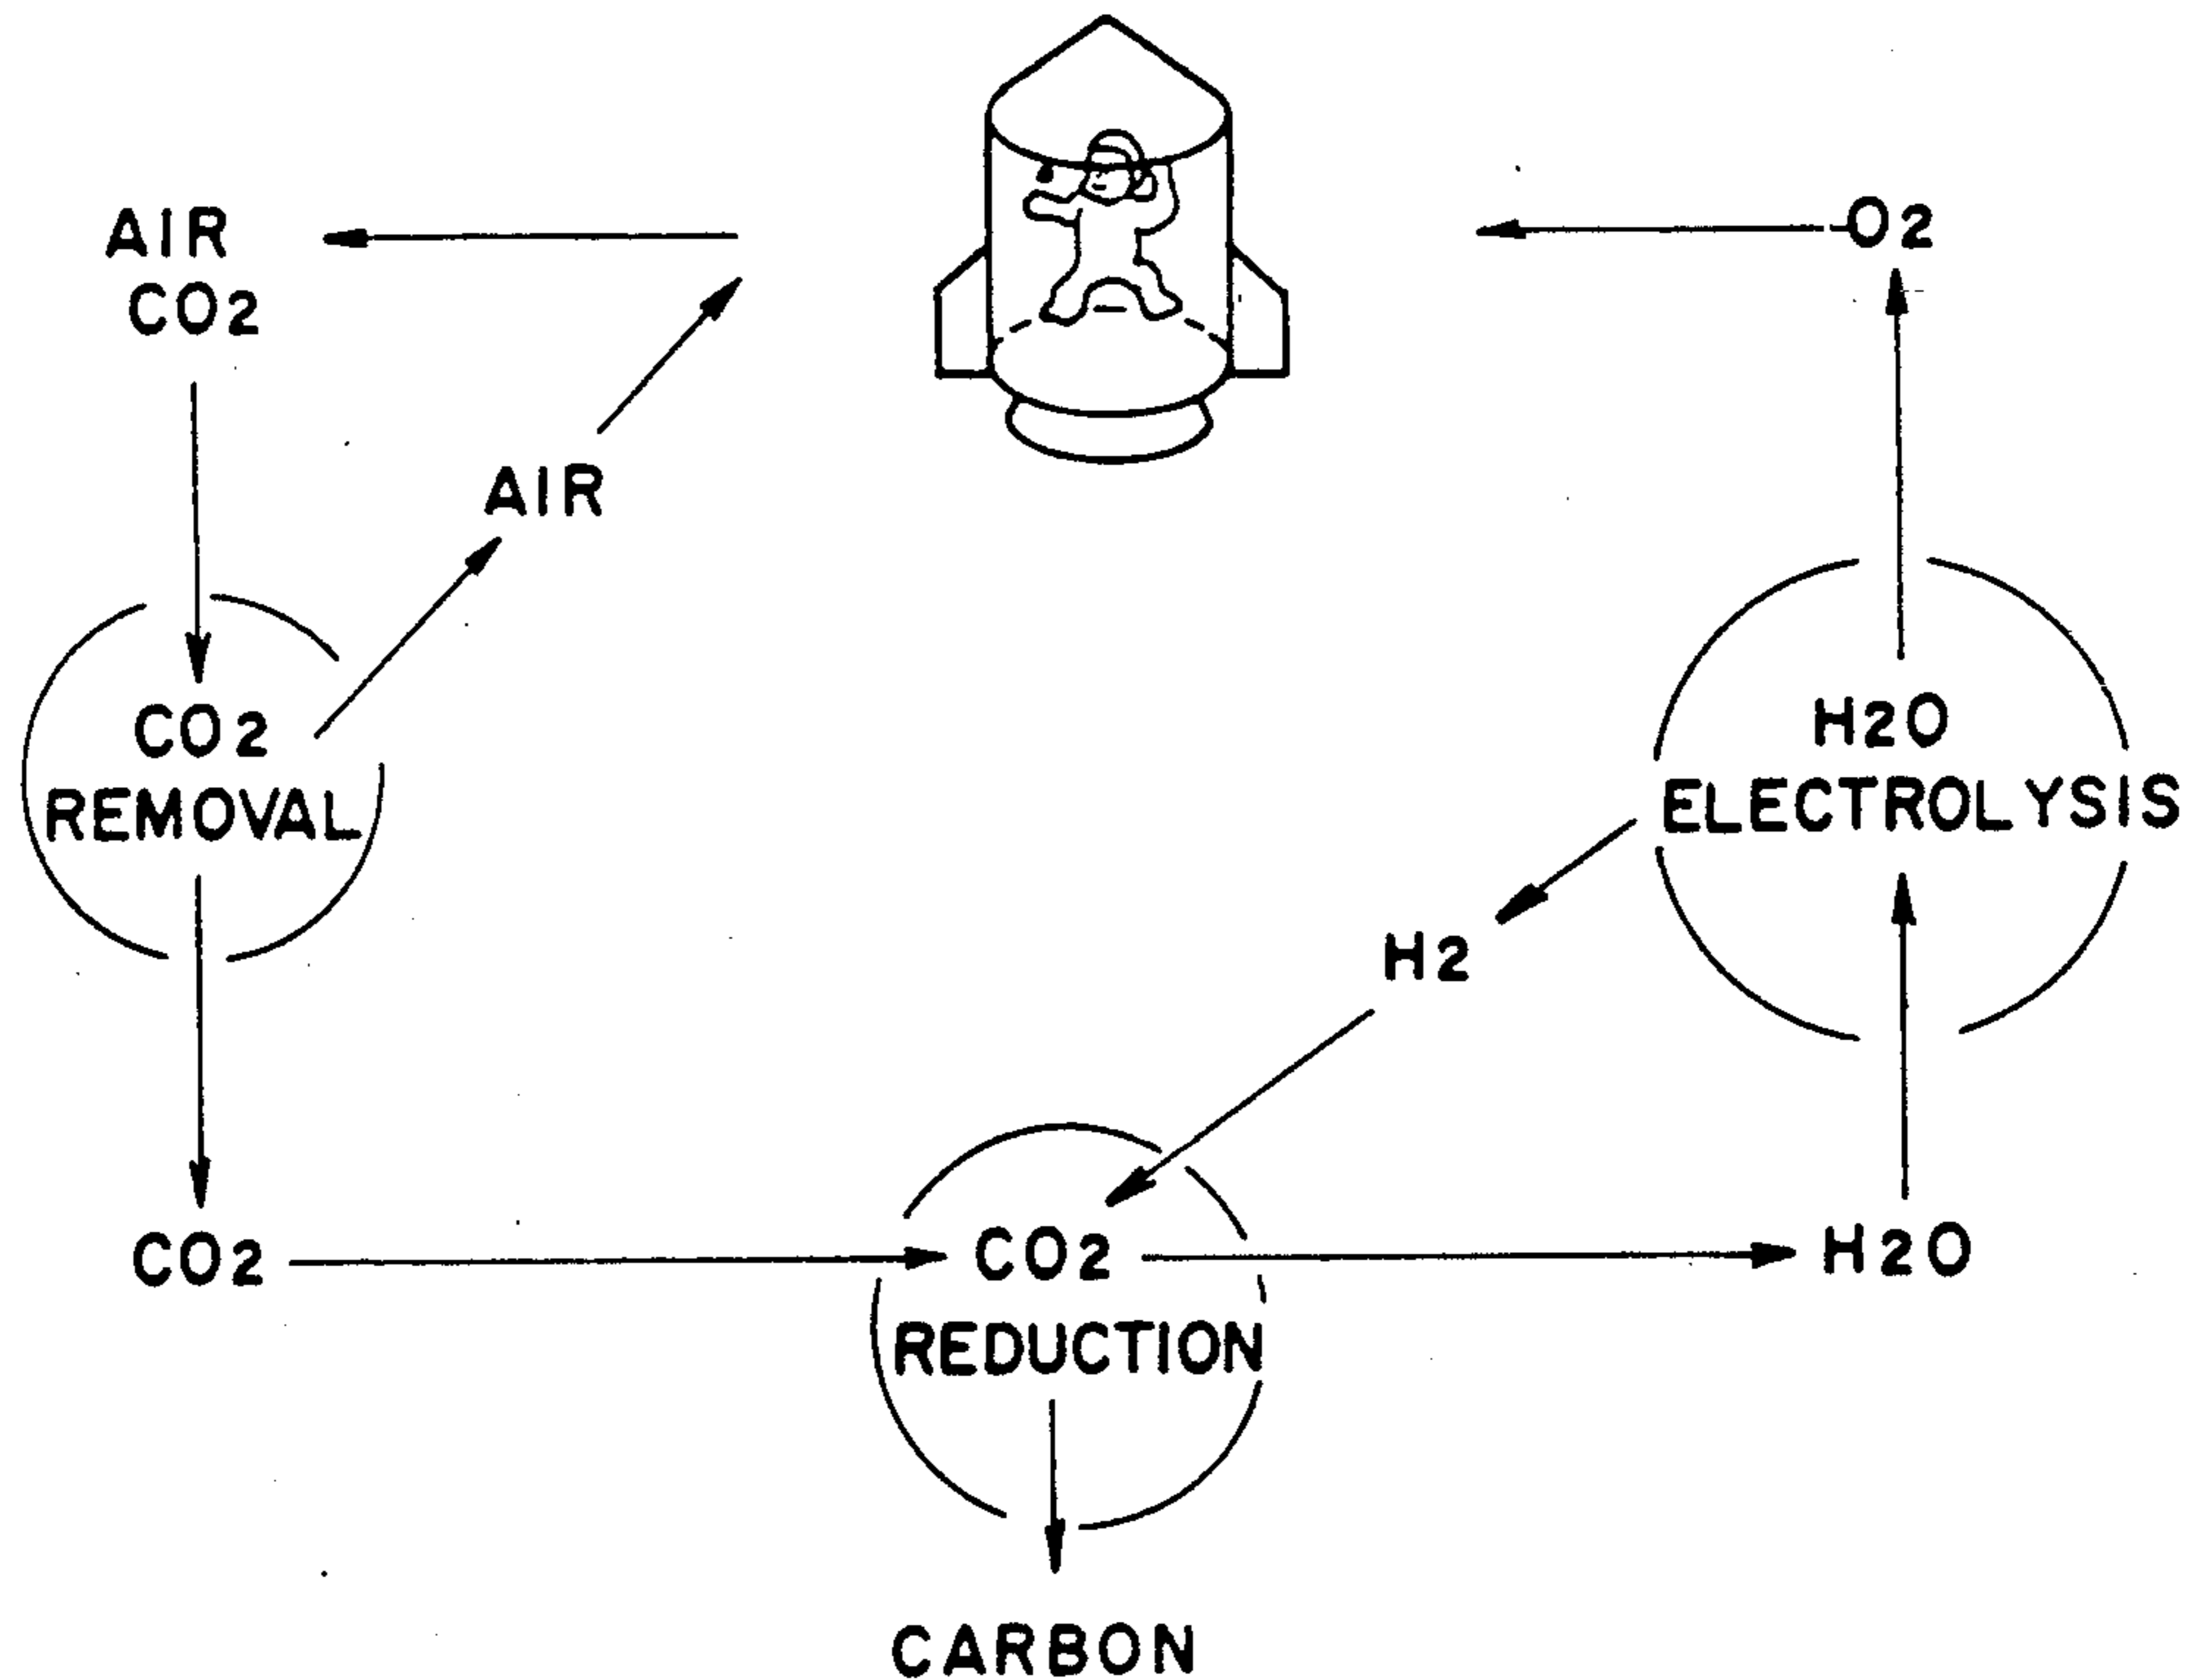 AIR
CO2
O2
AIR
CO2
REMOVAL
H2O
ELECTROLYSIS
H2
CO2
CO2
REDUCTION
H2O
CARBON